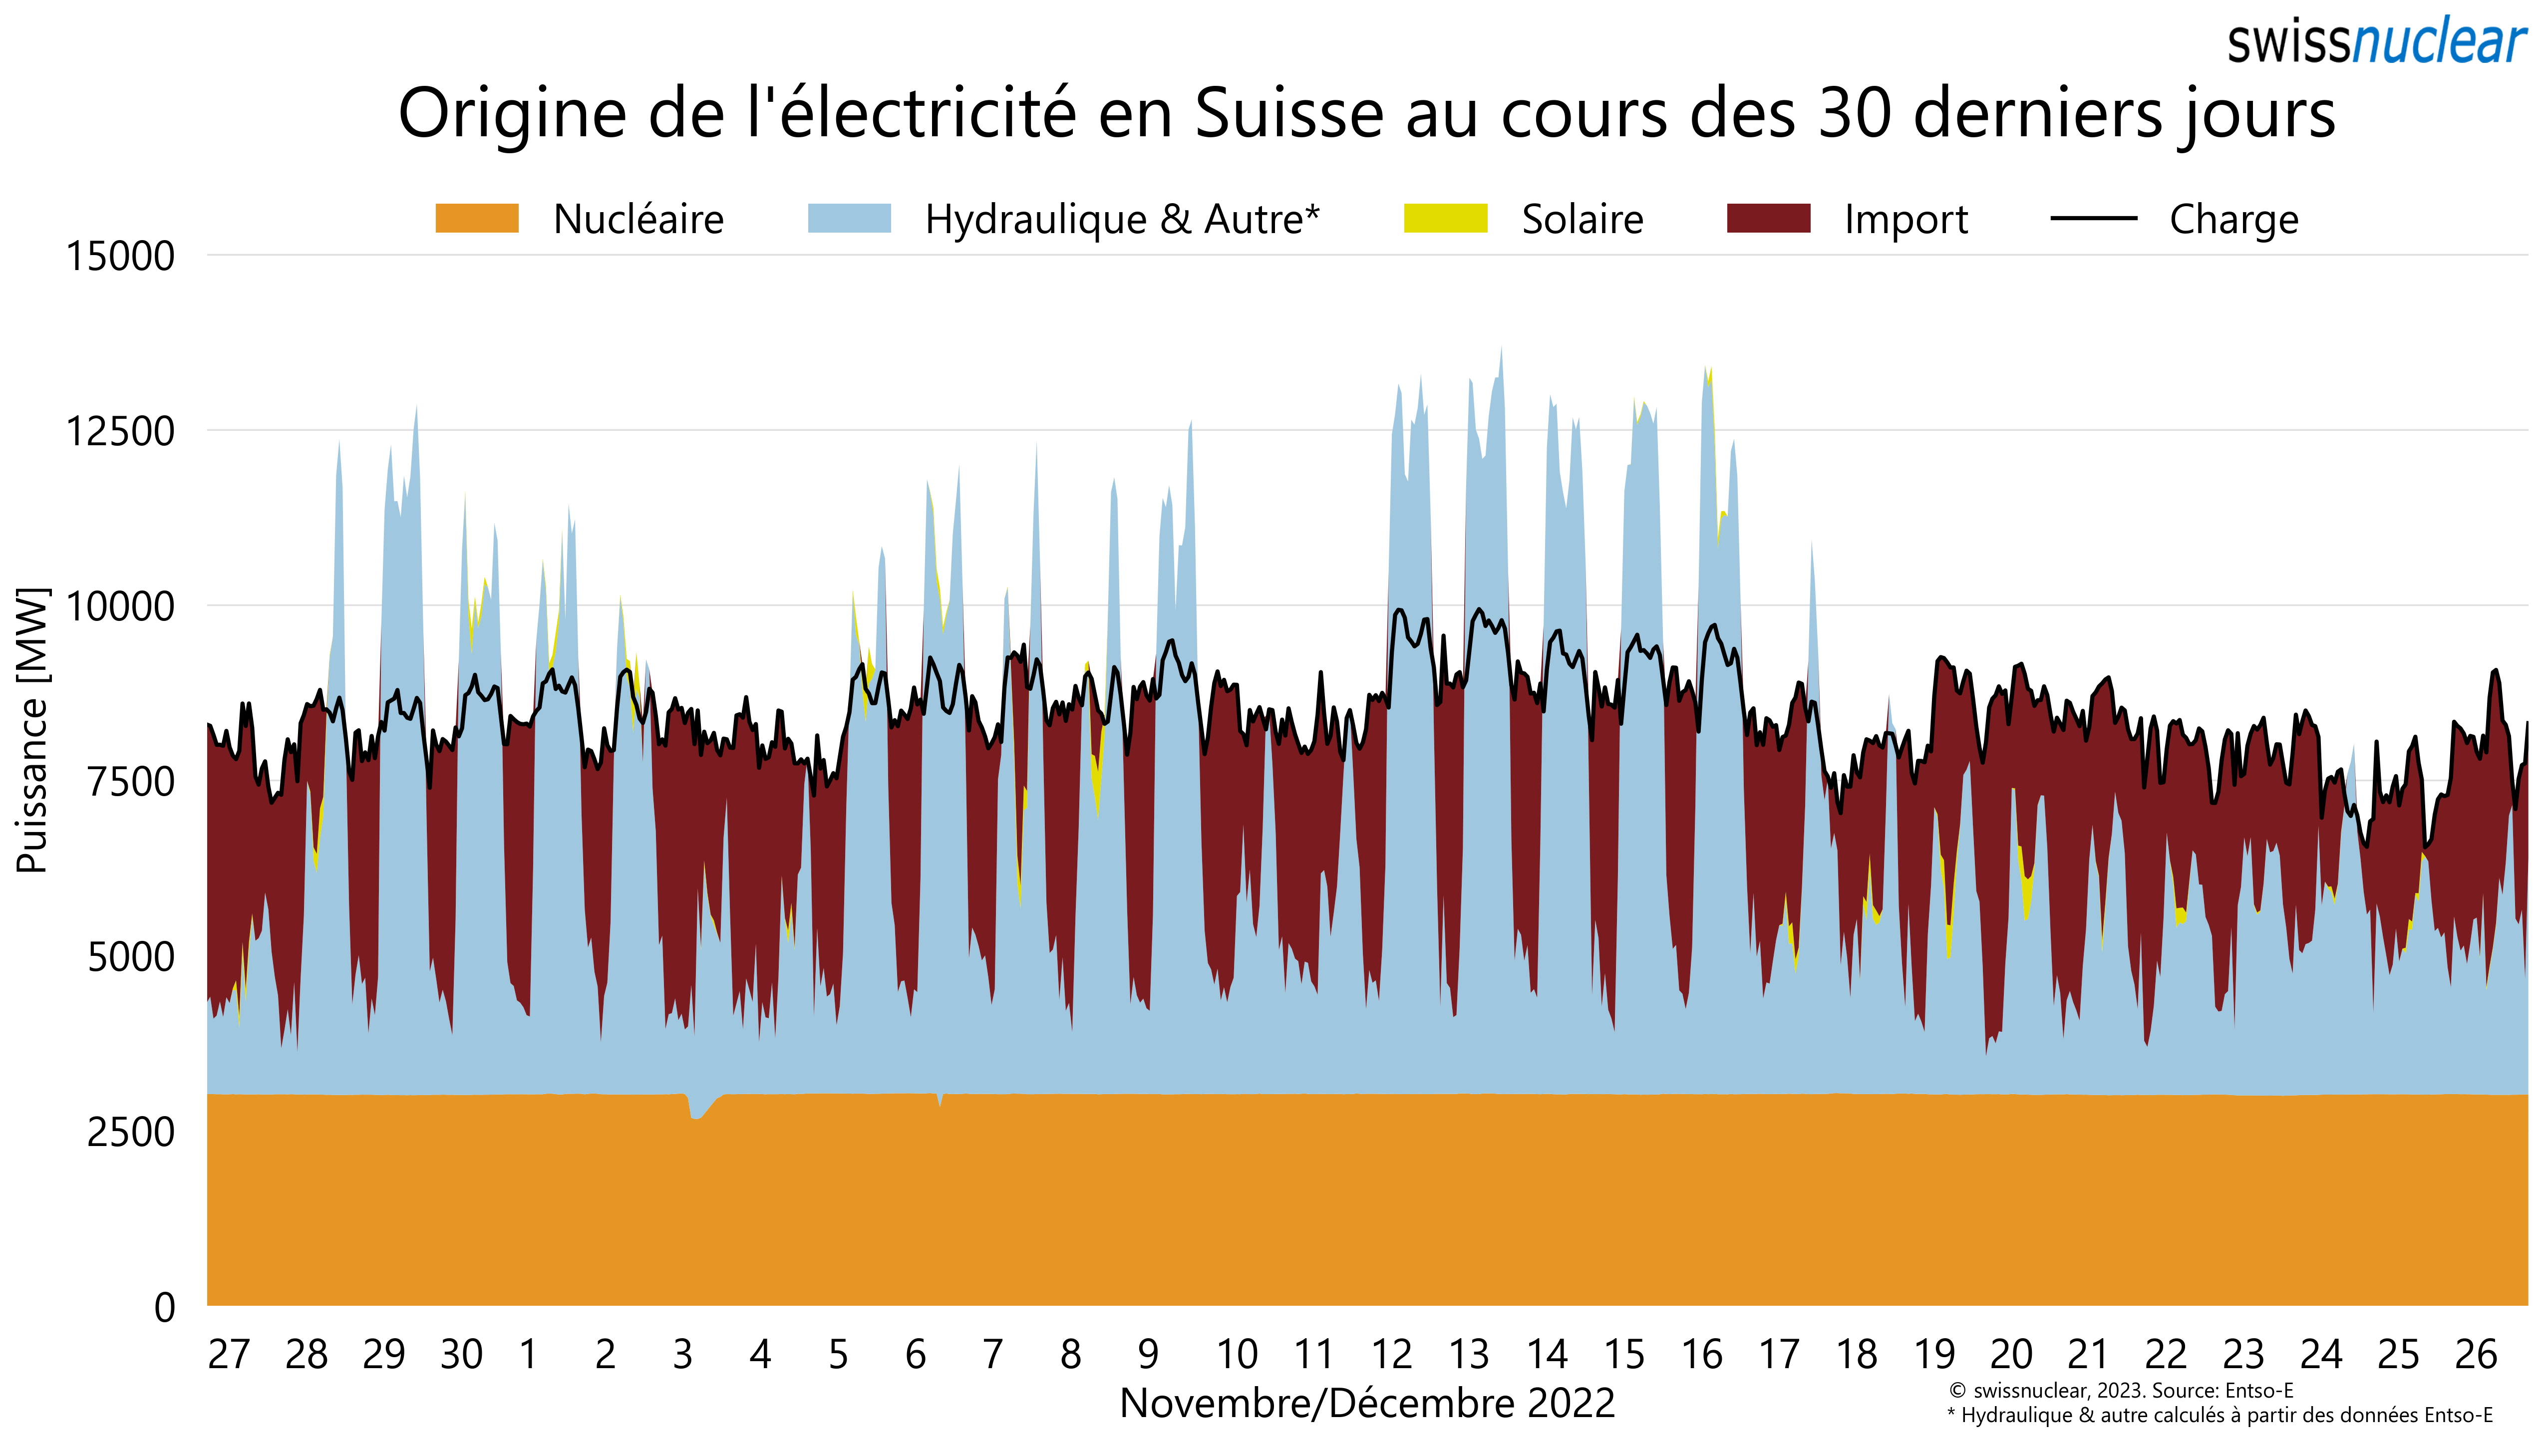 swissnuclear
Origine de l'électricité en Suisse au cours des 30 derniers jours
Nucléaire Hydraulique & Autre* Solaire Import Charge
15000
12500
10000
7500
5000
2500
0
Puissance [MW]
27 28 29 30 1 2 3 4 5 6 7 8 9 10 11 12 13 14 15 16 17 18 19 20 21 22 23 24 25 26
Novembre/Décembre 2022
© swissnuclear, 2023. Source: Entso-E
* Hydraulique & autre calculés à partir des données Entso-E